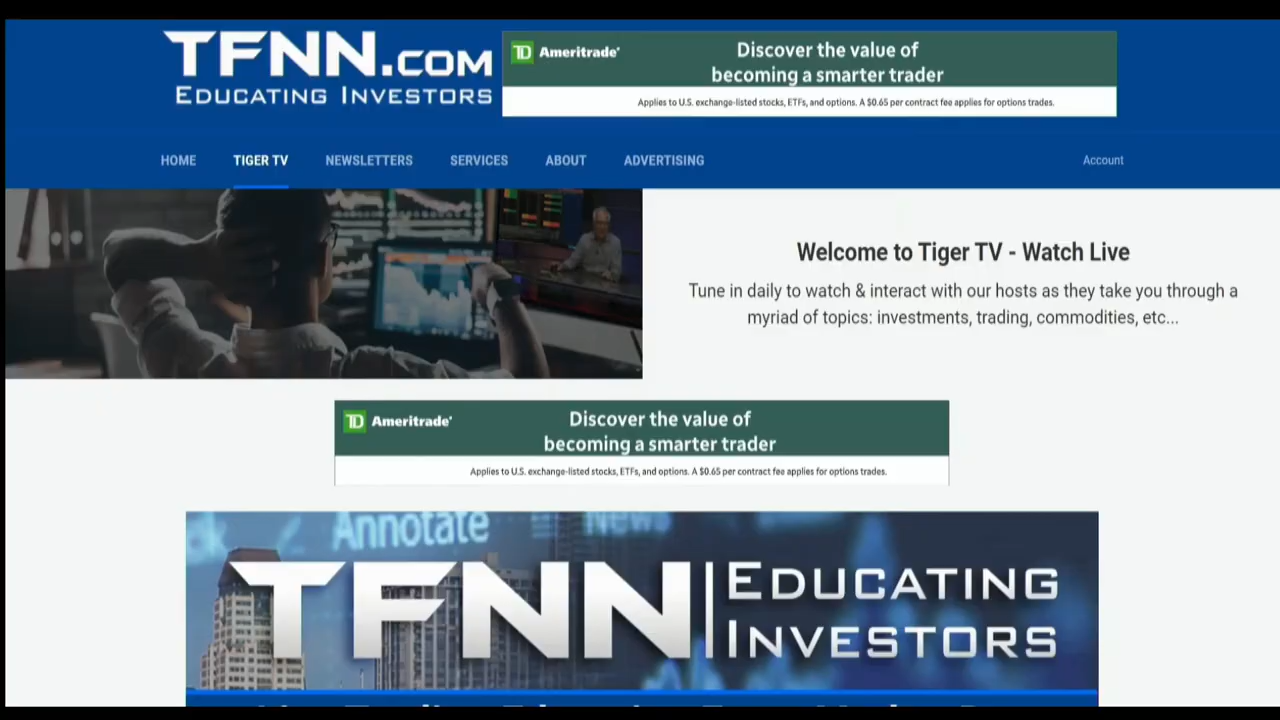 TFNN.COM
EDUCATING INVESTORS
TD Ameritrade
Discover the value of
becoming a smarter trader
Applies to U.S. exchange-listed stocks, ETFs, and options. A $0.65 per contract fee applies for options trades.
HOME TIGER TV NEWSLETTERS SERVICES ABOUT ADVERTISING Account
Welcome to Tiger TV - Watch Live
Tune in daily to watch & interact with our hosts as they take you through a
myriad of topics: investments, trading, commodities, etc...
TD Ameritrade
Discover the value of
becoming a smarter trader
Applies to U.S. exchange-listed stocks, ETFs, and options. A $0.65 per contract fee applies for options trades.
Annotate News
TFNN EDUCATING
INVESTORS